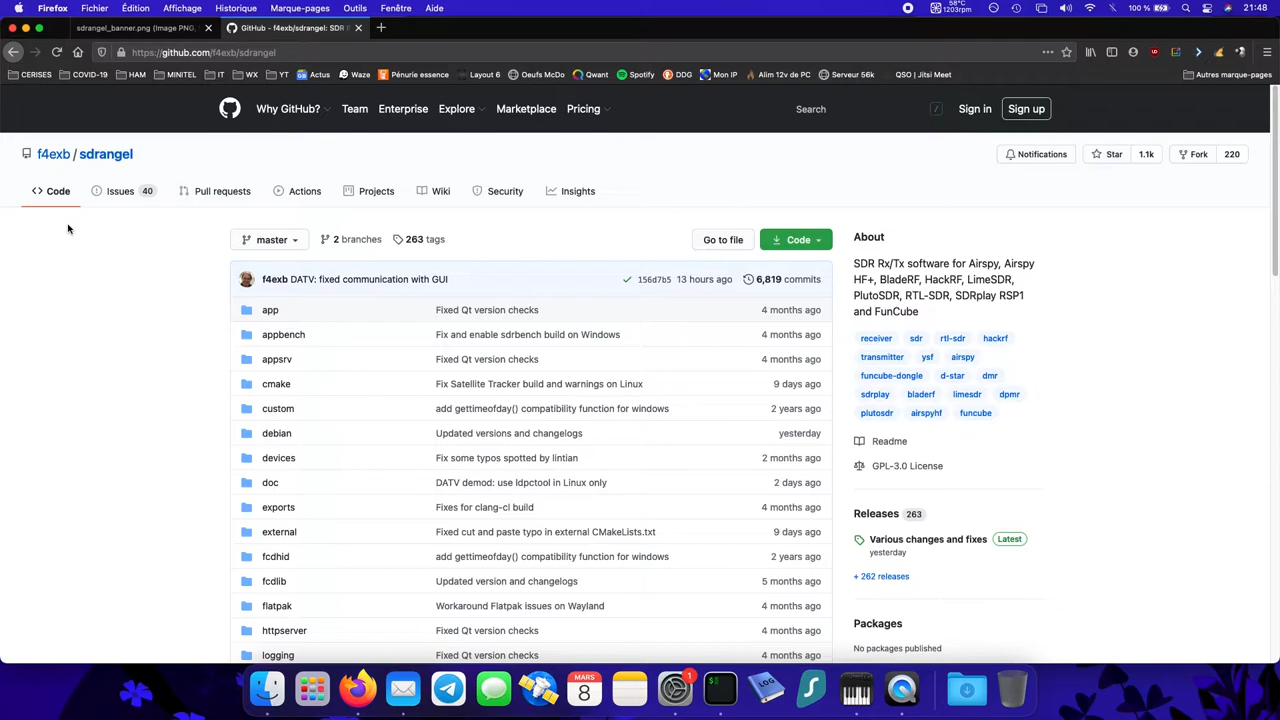 Firefox Fichier Édition Affichage Historique Marque-pages Outils Fenêtre Aide 58°C 1203rpm 100 % 21:48
sdrangel_banner.png (Image PNG, GitHub - f4exb/sdrangel: SDR F
https://github.com/f4exb/sdrangel
CERISES COVID-19 HAM MINITEL IT WX YT Actus Waze Pénurie essence Layout 6 Oeufs McDo Qwant Spotify DDG Mon IP Alim 12v de PC Serveur 56k QSO | Jitsi Meet Autres marque-pages
Why GitHub? Team Enterprise Explore Marketplace Pricing Search / Sign in Sign up
f4exb / sdrangel Notifications Star 1.1k Fork 220
Code Issues 40 Pull requests Actions Projects Wiki Security Insights
master 2 branches 263 tags Go to file Code
About
SDR Rx/Tx software for Airspy, Airspy
HF+, BladeRF, HackRF, LimeSDR,
PlutoSDR, RTL-SDR, SDRplay RSP1
and FunCube
receiver sdr rtl-sdr hackrf
transmitter ysf airspy
funcube-dongle d-star dmr
sdrplay bladerf limesdr dpmr
plutosdr airspyhf funcube
Readme
GPL-3.0 License
Releases 263
Various changes and fixes Latest
yesterday
+ 262 releases
Packages
No packages published
f4exb DATV: fixed communication with GUI 156d7b5 13 hours ago 6,819 commits
app Fixed Qt version checks 4 months ago
appbench Fix and enable sdrbench build on Windows 4 months ago
appsrv Fixed Qt version checks 4 months ago
cmake Fix Satellite Tracker build and warnings on Linux 9 days ago
custom add gettimeofday() compatibility function for windows 2 years ago
debian Updated versions and changelogs yesterday
devices Fix some typos spotted by lintian 2 months ago
doc DATV demod: use ldpctool in Linux only 2 days ago
exports Fixes for clang-cl build 4 months ago
external Fixed cut and paste typo in external CMakeLists.txt 9 days ago
fcdhid add gettimeofday() compatibility function for windows 2 years ago
fcdlib Updated version and changelogs 5 months ago
flatpak Workaround Flatpak issues on Wayland 4 months ago
httpserver Fixed Qt version checks 4 months ago
logging Fixed Qt version checks 4 months ago
MARS
8
1
$
LOG